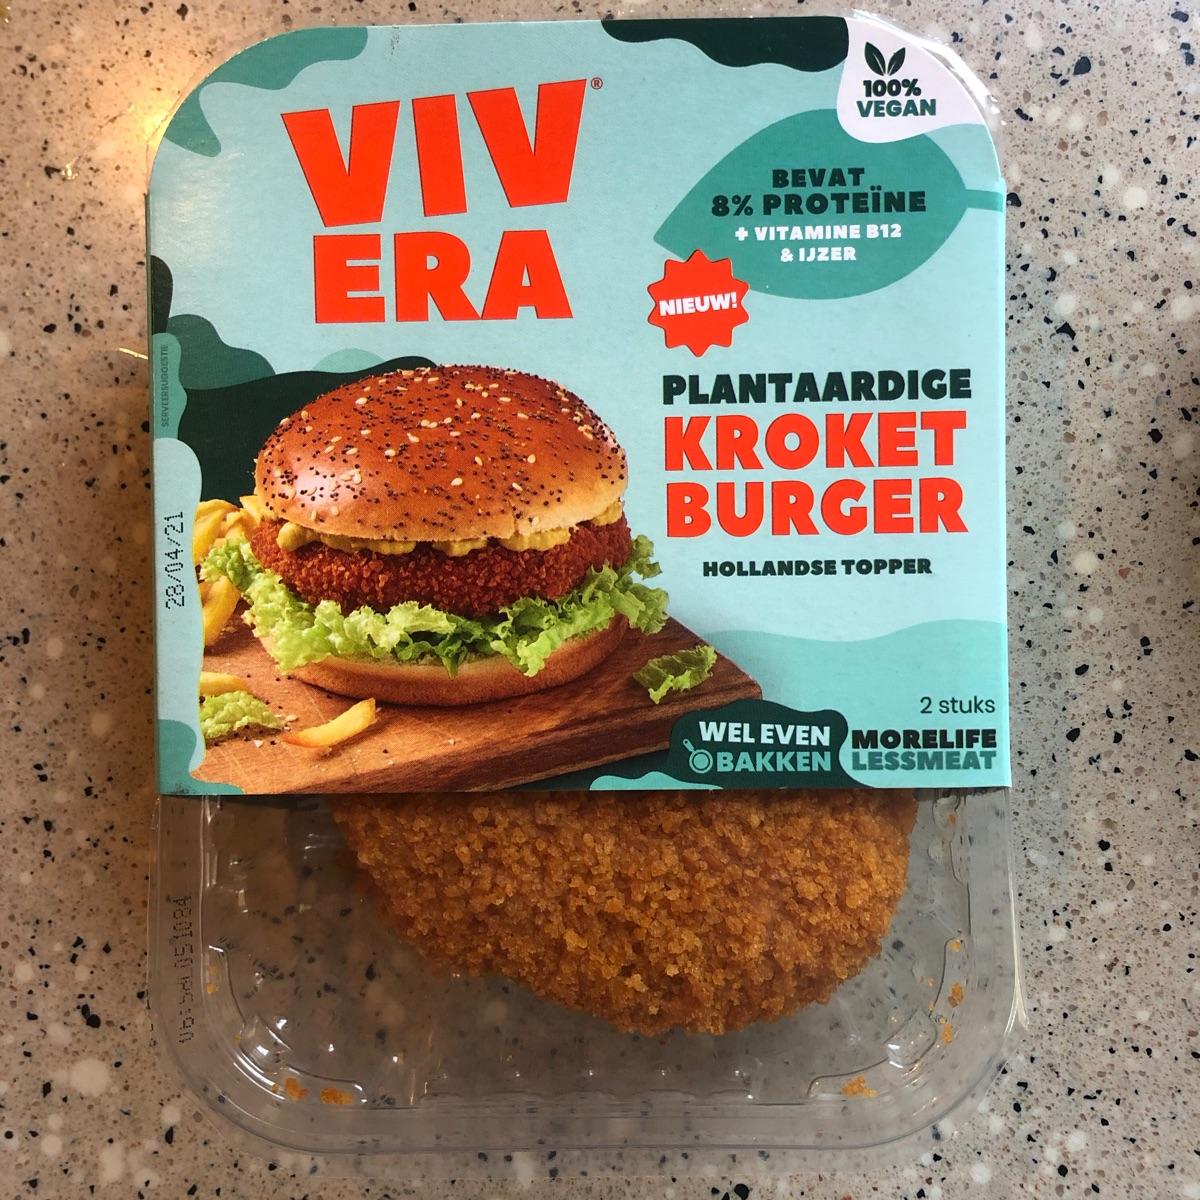 VIV
ERA®
100%
VEGAN
BEVAT
8% PROTEÏNE
+ VITAMINE B12
& IJZER
NIEUW!
PLANTAARDIGE
KROKET
BURGER
HOLLANDSE TOPPER
SERVEERSUGGESTIE
28/04/21
2 stuks
WEL EVEN
BAKKEN
MORELIFE
LESSMEAT